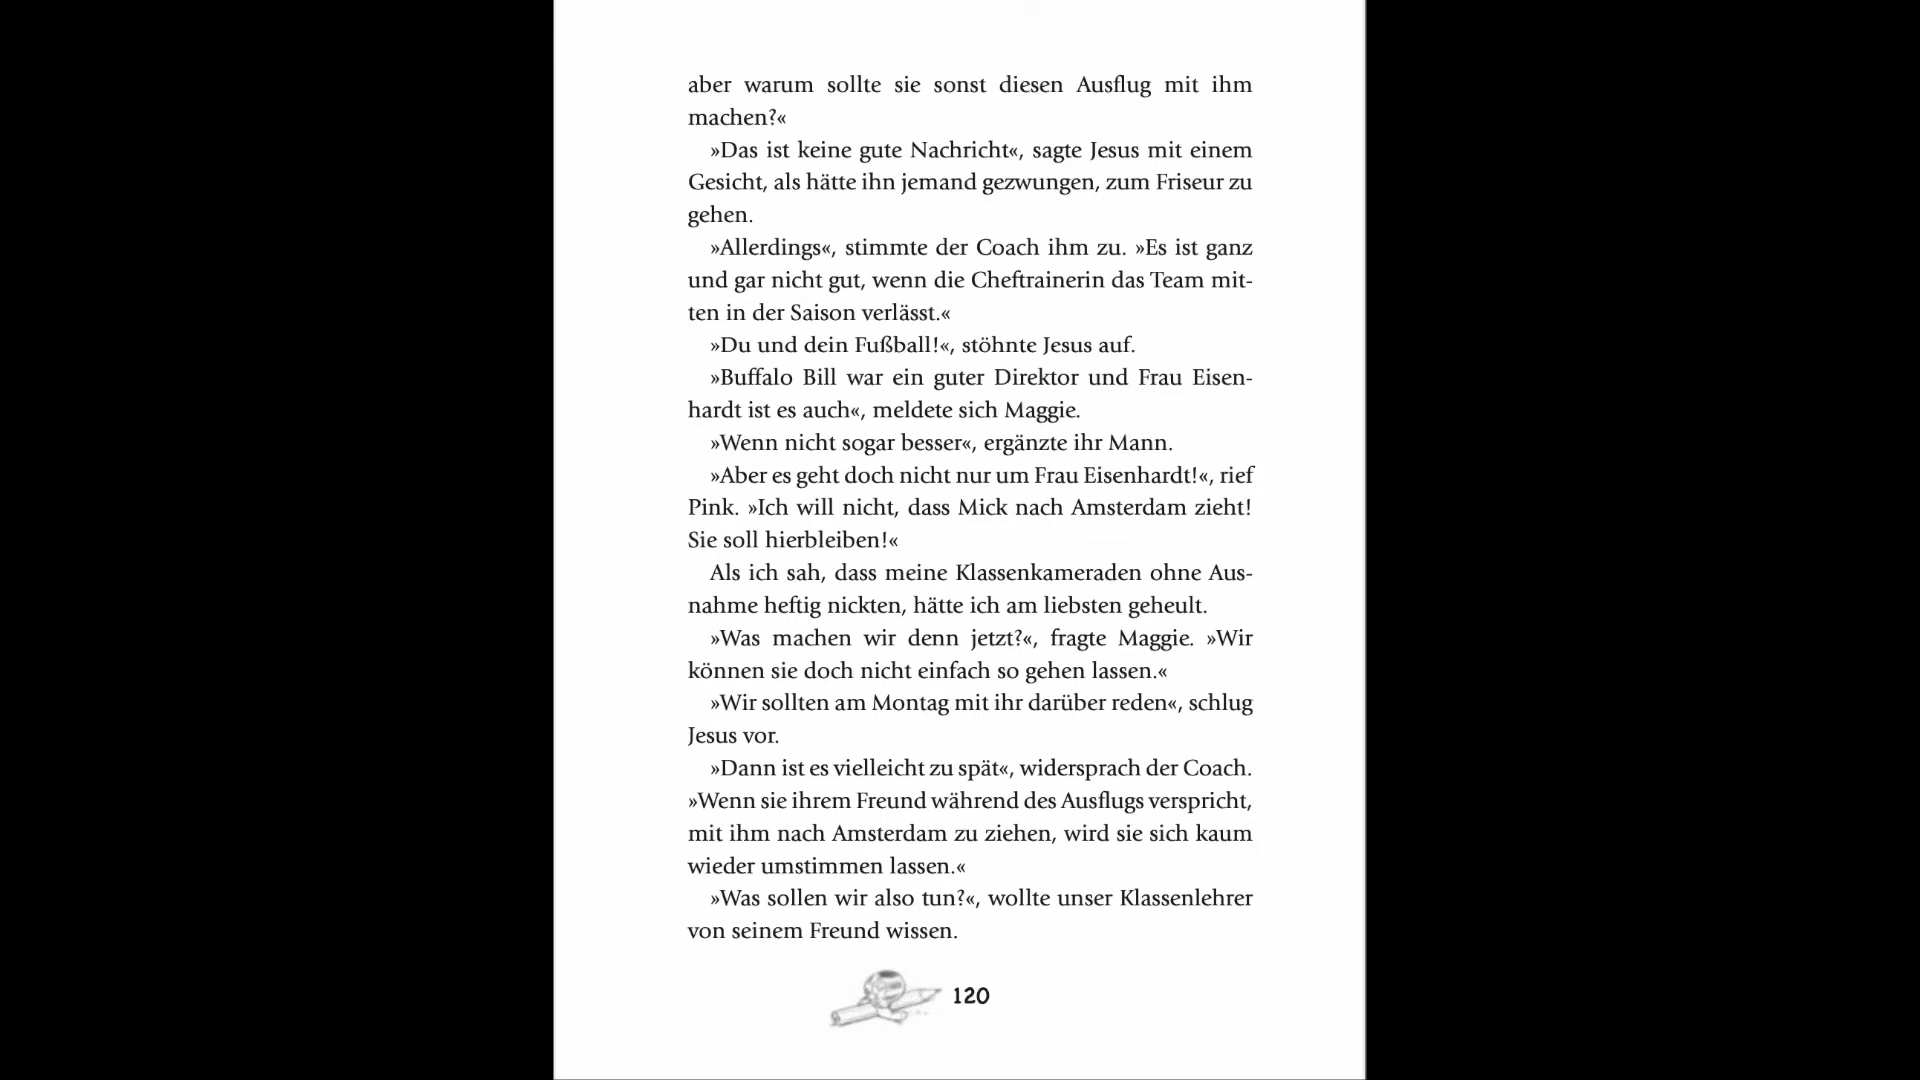 aber warum sollte sie sonst diesen Ausflug mit ihm
machen?«
»Das ist keine gute Nachricht«, sagte Jesus mit einem
Gesicht, als hätte ihn jemand gezwungen, zum Friseur zu
gehen.
»Allerdings«, stimmte der Coach ihm zu. »Es ist ganz
und gar nicht gut, wenn die Cheftrainerin das Team mit-
ten in der Saison verlässt.«
»Du und dein Fußball!«, stöhnte Jesus auf.
»Buffalo Bill war ein guter Direktor und Frau Eisen-
hardt ist es auch«, meldete sich Maggie.
»Wenn nicht sogar besser«, ergänzte ihr Mann.
»Aber es geht doch nicht nur um Frau Eisenhardt!«, rief
Pink. »Ich will nicht, dass Mick nach Amsterdam zieht!
Sie soll hierbleiben!«
Als ich sah, dass meine Klassenkameraden ohne Aus-
nahme heftig nickten, hätte ich am liebsten geheult.
»Was machen wir denn jetzt?«, fragte Maggie. »Wir
können sie doch nicht einfach so gehen lassen.«
»Wir sollten am Montag mit ihr darüber reden«, schlug
Jesus vor.
»Dann ist es vielleicht zu spät«, widersprach der Coach.
»Wenn sie ihrem Freund während des Ausflugs verspricht,
mit ihm nach Amsterdam zu ziehen, wird sie sich kaum
wieder umstimmen lassen.«
»Was sollen wir also tun?«, wollte unser Klassenlehrer
von seinem Freund wissen.
120